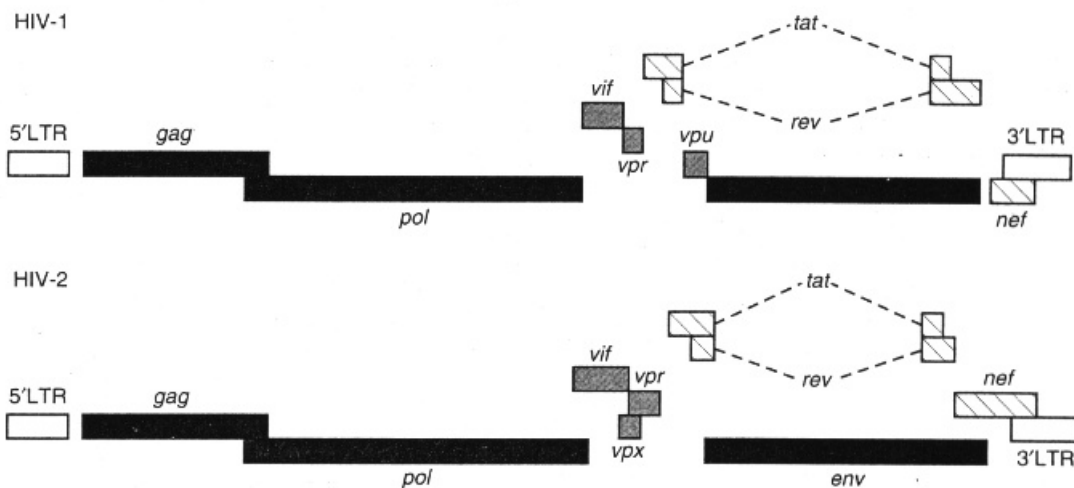 HIV-1
tat
vif
rev
5'LTR
gag
vpr
vpu
3'LTR
pol
nef
HIV-2
tat
vif
vpr
rev
nef
5'LTR
gag
vpx
3'LTR
pol
env